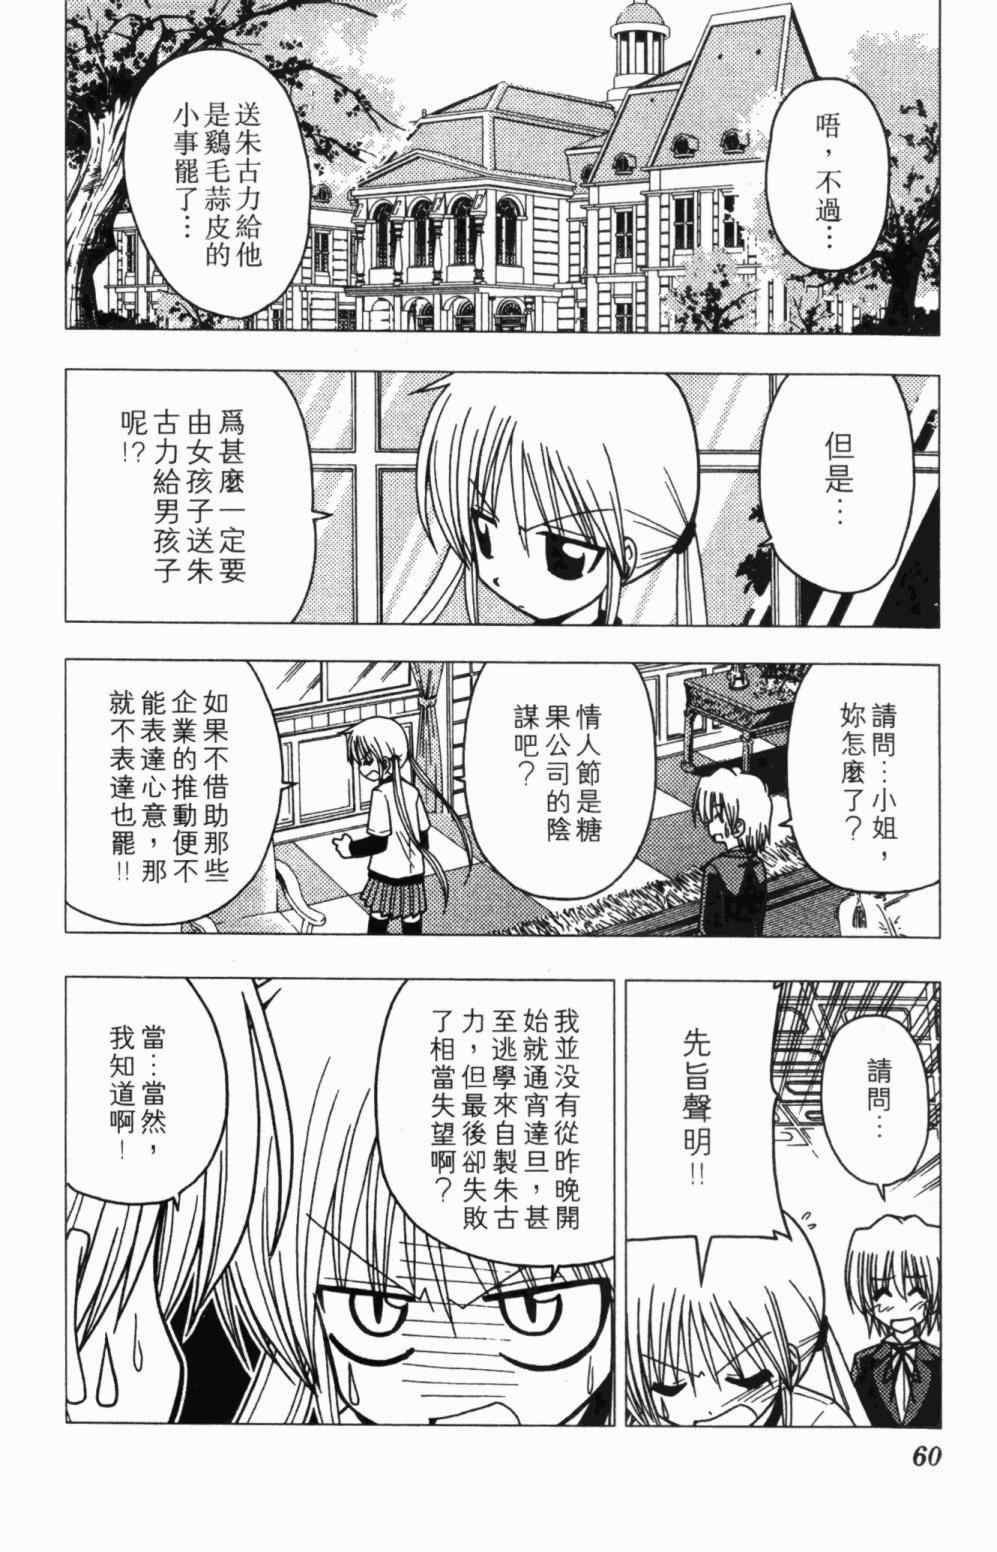 唔，不過…
送朱古力給他
是鷄毛蒜皮的
小事罷了…
但是…
爲甚麼一定要
由女孩子送朱
古力給男孩子
呢!?
請問…小姐，
妳怎麼了？
情人節是糖
果公司的陰
謀吧？
如果不借助那些
企業的推動便不
能表達心意，那
就不表達也罷!!
請問…
先旨聲明!!
我並没有從昨晚開
始就通宵達旦，甚
至逃學來自製朱古
力，但最後卻失敗
了相當失望啊？
當…當然，
我知道啊！
60